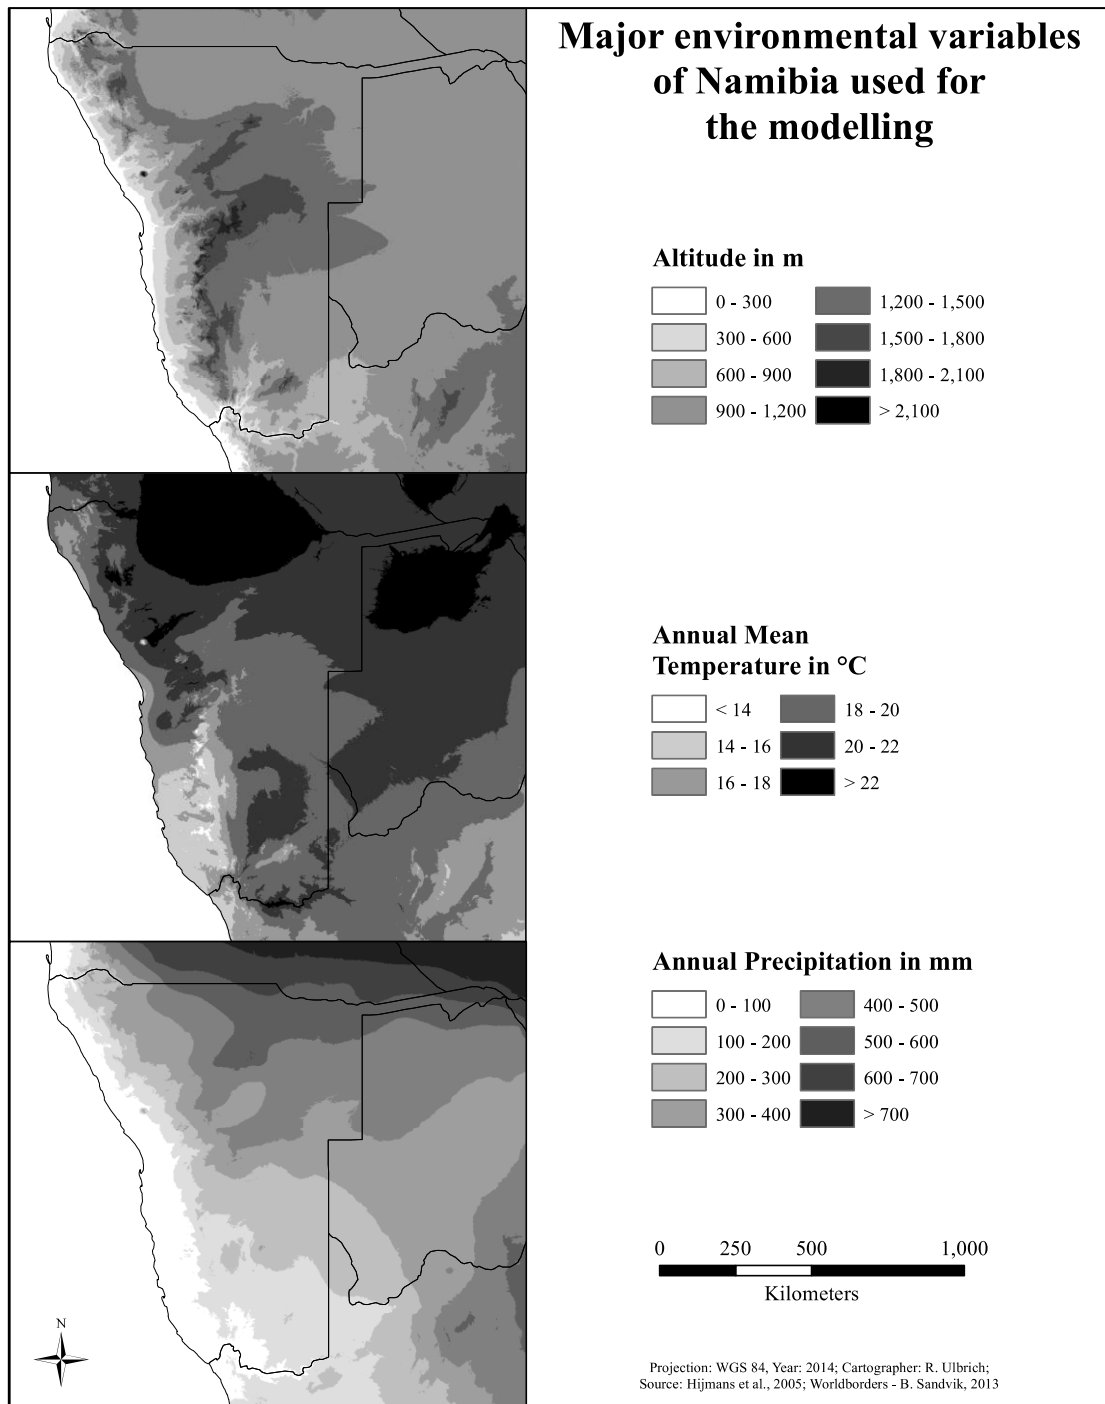 Major environmental variables
of Namibia used for
the modelling
Altitude in m
0 - 300
300 - 600
600 - 900
900 - 1,200
1,200 - 1,500
1,500 - 1,800
1,800 - 2,100
> 2,100
Annual Mean
Temperature in °C
< 14
14 - 16
16 - 18
18 - 20
20 - 22
> 22
Annual Precipitation in mm
0 - 100
100 - 200
200 - 300
300 - 400
400 - 500
500 - 600
600 - 700
> 700
0 250 500 1,000
Kilometers
N
Projection: WGS 84, Year: 2014; Cartographer: R. Ulbrich;
Source: Hijmans et al., 2005; Worldborders - B. Sandvik, 2013